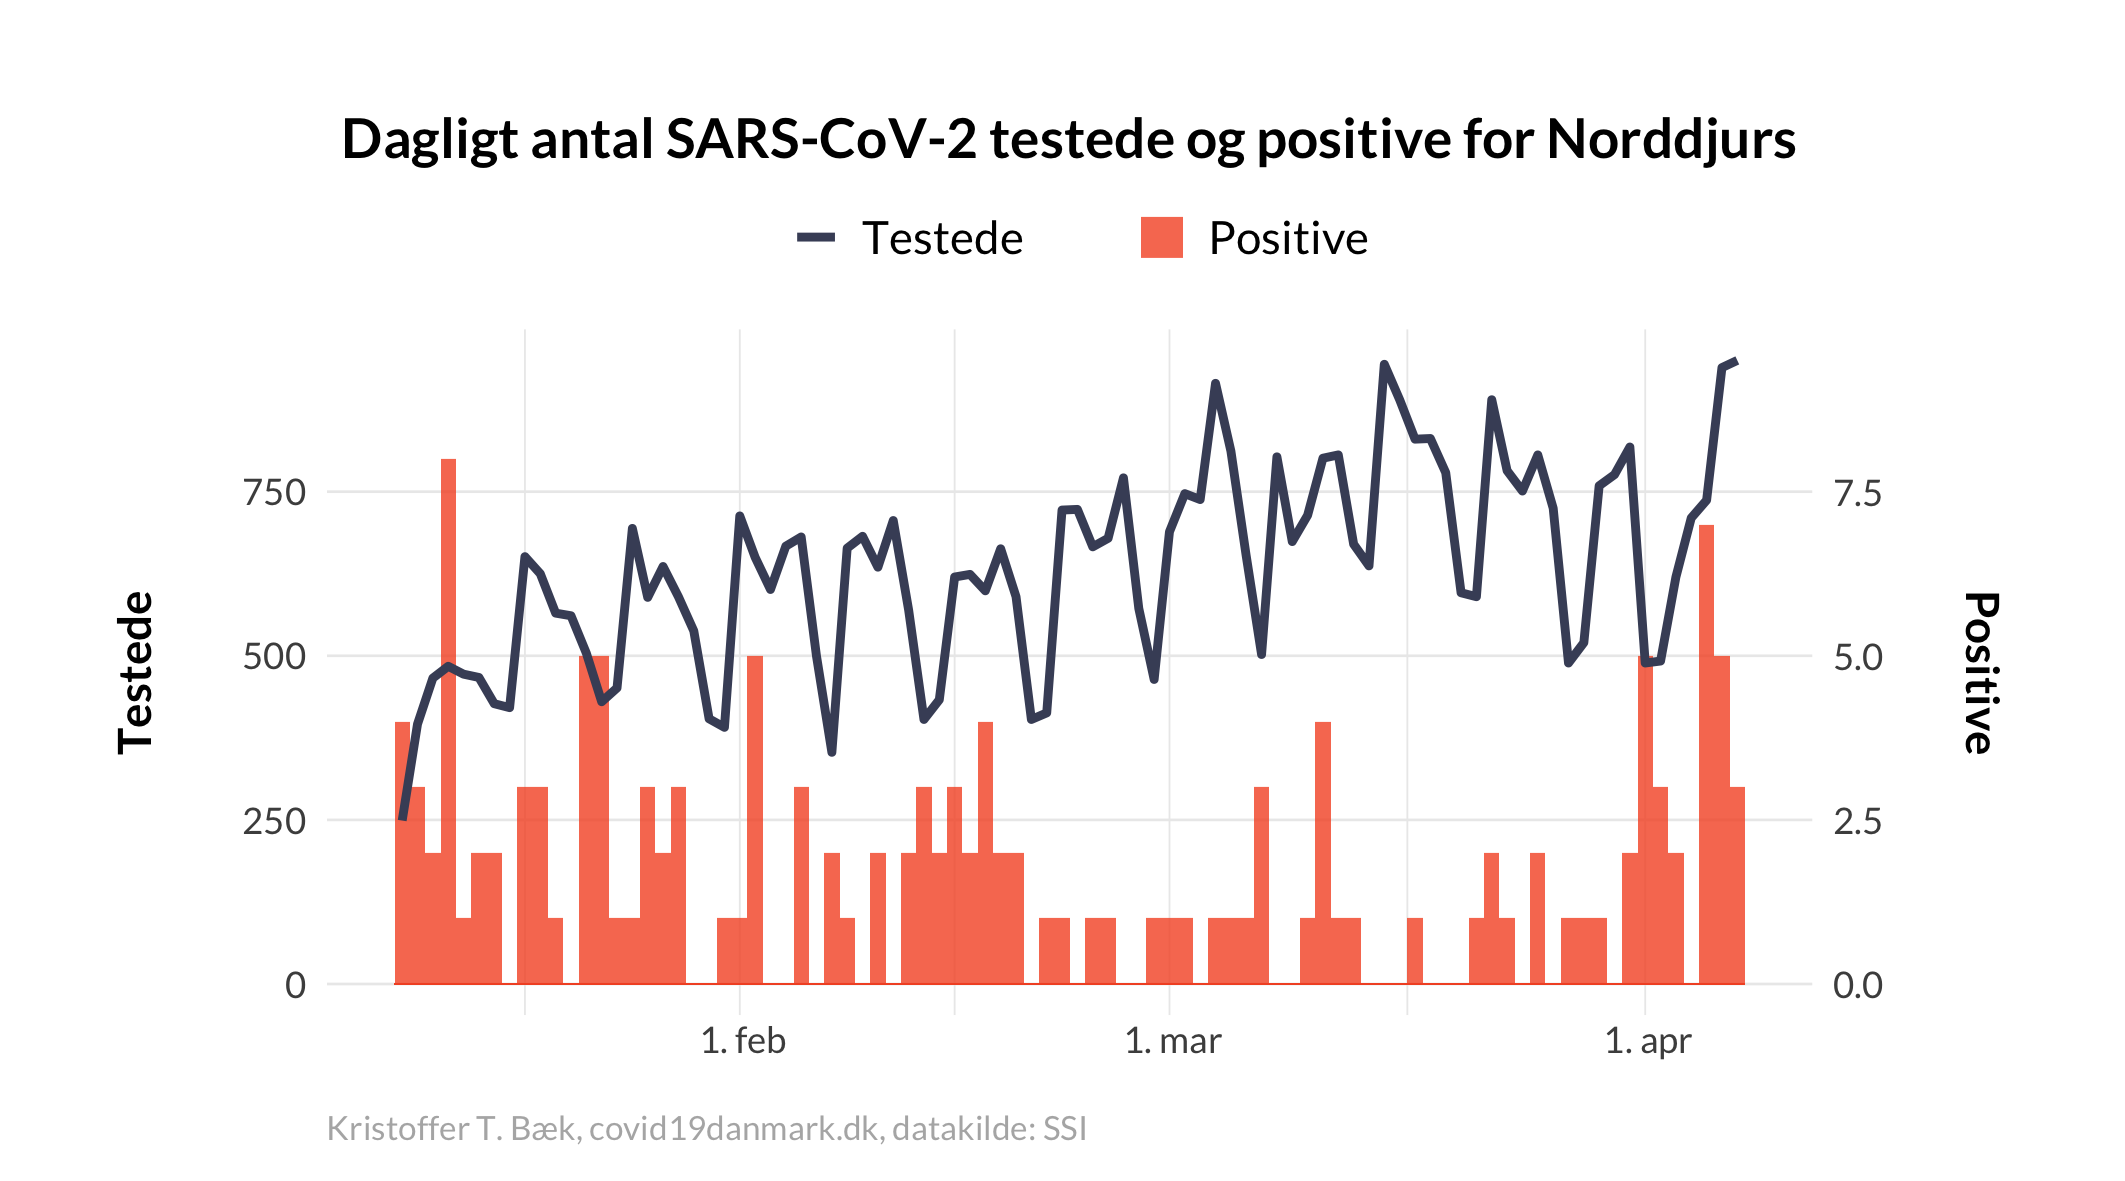 Dagligt antal SARS-CoV-2 testede og positive for Norddjurs
Testede Positive
750 7.5
500 5.0
250 2.5
0 0.0
Testede
Positive
1. feb 1. mar 1. apr
Kristoffer T. Bæk, covid19danmark.dk, datakilde: SSI